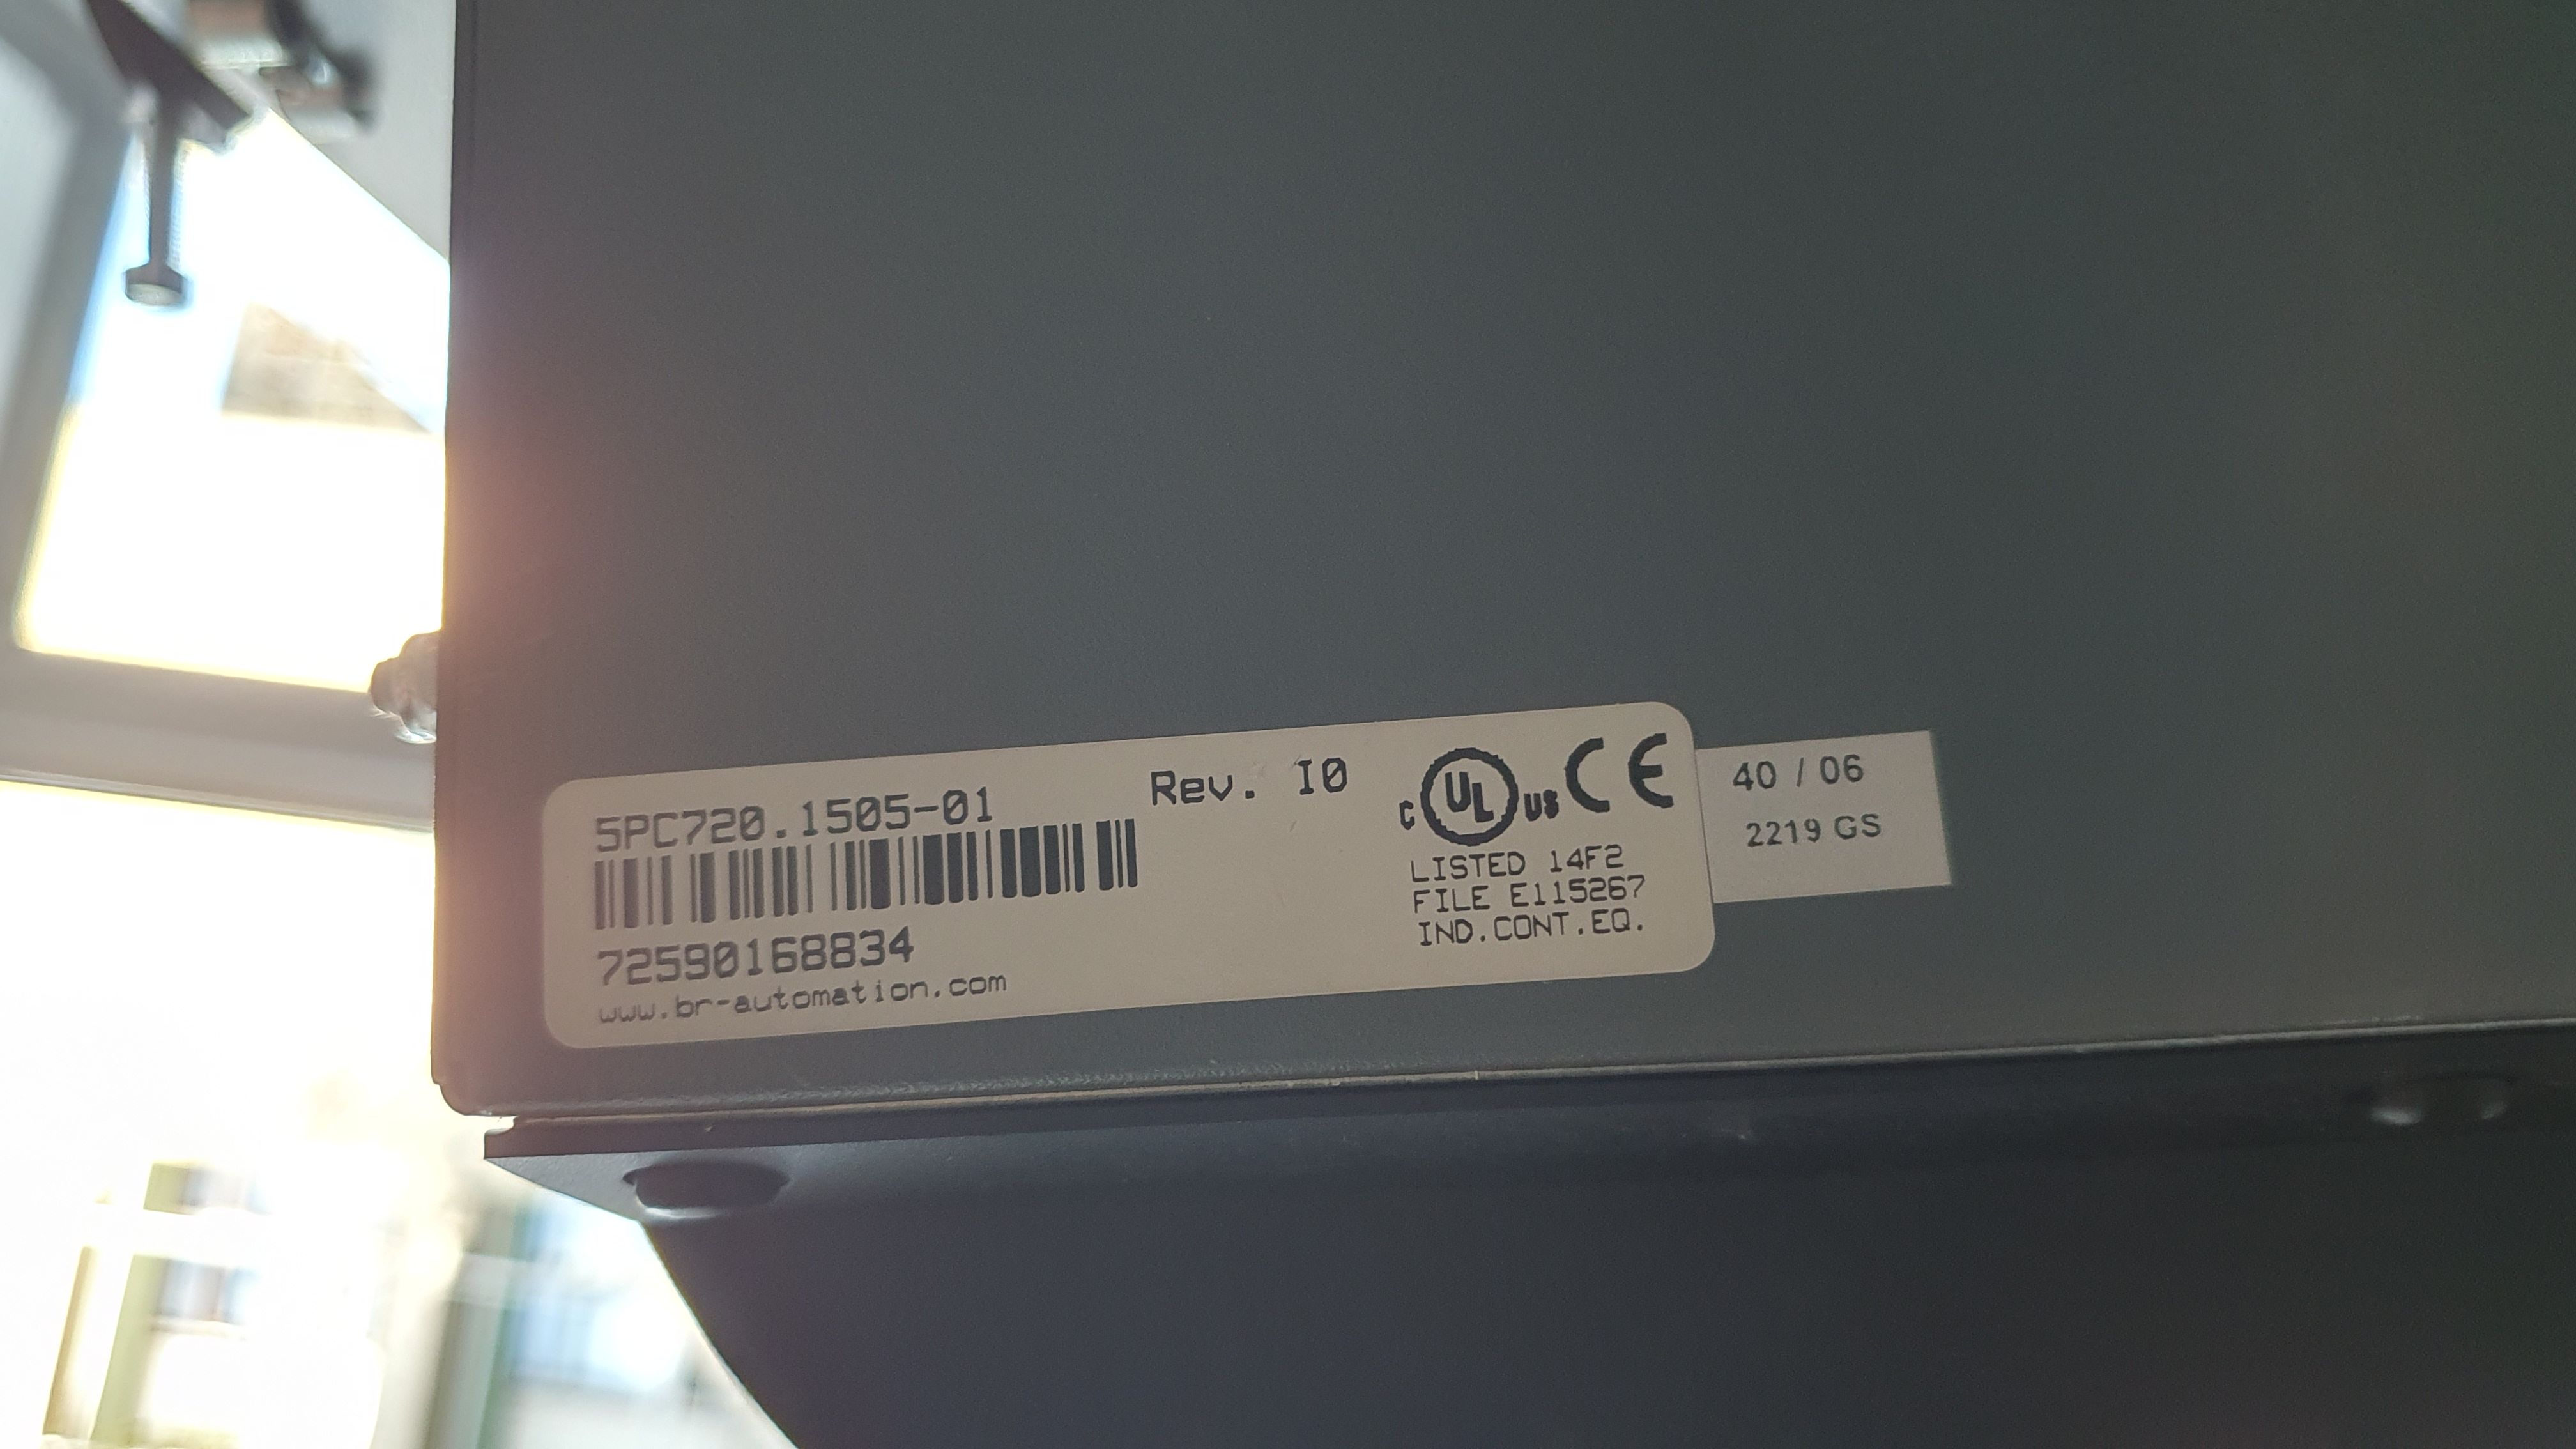 5PC720.1505-01
Rev. I0
72590168834
www.br-automation.com
C UL US CE
LISTED 14F2
FILE E115267
IND.CONT.EQ.
40 / 06
2219 GS